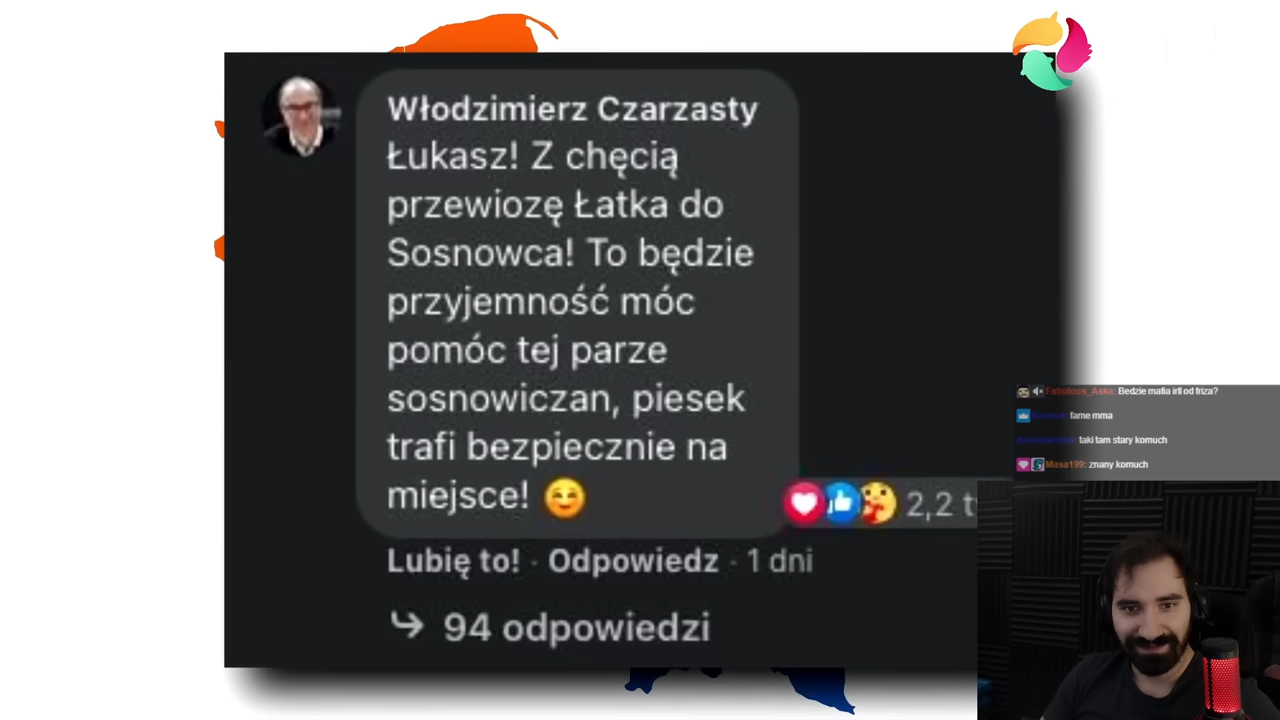 Włodzimierz Czarzasty
Łukasz! Z chęcią
przewiozę Łatka do
Sosnowca! To będzie
przyjemność móc
pomóc tej parze
sosnowiczan, piesek
trafi bezpiecznie na
miejsce! 😊
2,2 t
Lubię to! · Odpowiedz · 1 dni
94 odpowiedzi
Fabulous_Aska: Bedzie mafia irll od friza?
fame mma
taki tam stary komuch
Masa199: znany komuch